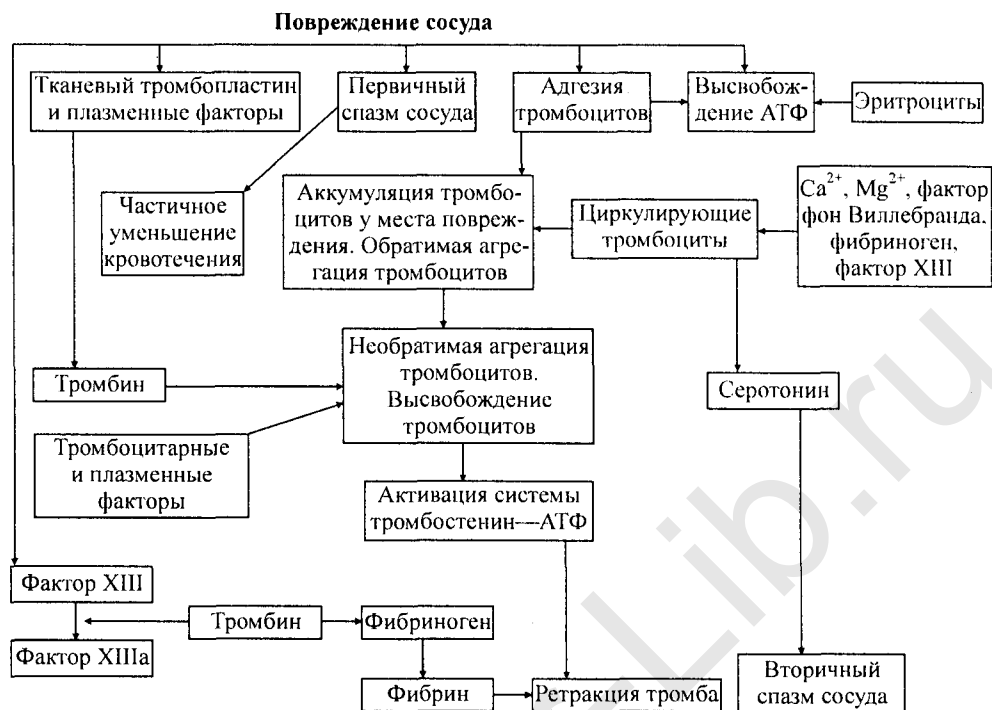 Повреждение сосуда
Тканевый тромбопластин
и плазменные факторы
Первичный
спазм сосуда
Адгезия
тромбоцитов
Высвобож-
дение АТФ
Эритроциты
Частичное
уменьшение
кровотечения
Аккумуляция тромбо-
цитов у места повреж-
дения. Обратимая агре-
гация тромбоцитов
Циркулирующие
тромбоциты
Ca²⁺, Mg²⁺, фактор
фон Виллебранда,
фибриноген,
фактор XIII
Тромбин
Необратимая агрегация
тромбоцитов.
Высвобождение
тромбоцитов
Серотонин
Тромбоцитарные
и плазменные
факторы
Активация системы
тромбостенин—АТФ
Фактор XIII
Тромбин
Фибриноген
Фактор XIIIа
Фибрин
Ретракция тромба
Вторичный
спазм сосуда
Lib.ru